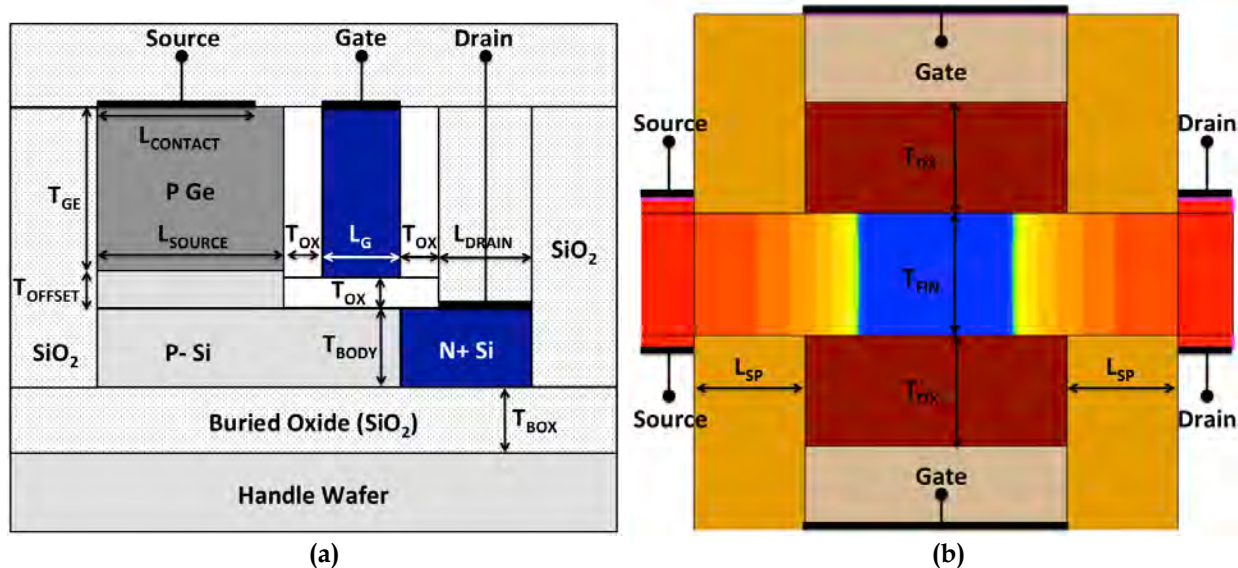 Source Gate Drain
L_CONTACT
T_GE
P Ge
L_SOURCE T_OX L_G T_OX L_DRAIN SiO₂
T_OFFSET
T_OX
SiO₂ P- Si T_BODY N+ Si
Buried Oxide (SiO₂) T_BOX
Handle Wafer
(a)
Gate
Source Drain
T_OX
T_FIN
L_SP L_SP
T_OX
Source Drain
Gate
(b)